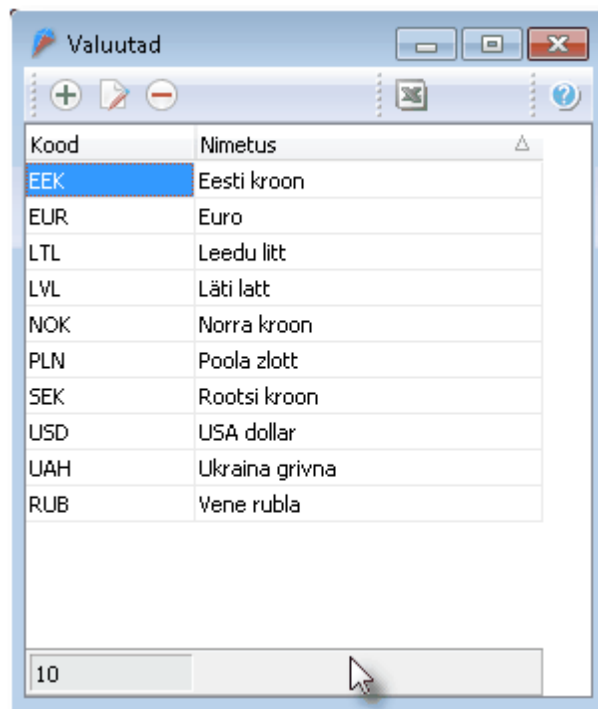 Valuutad
Kood Nimetus
EEK Eesti kroon
EUR Euro
LTL Leedu litt
LVL Läti latt
NOK Norra kroon
PLN Poola zlott
SEK Rootsi kroon
USD USA dollar
UAH Ukraina grivna
RUB Vene rubla
10